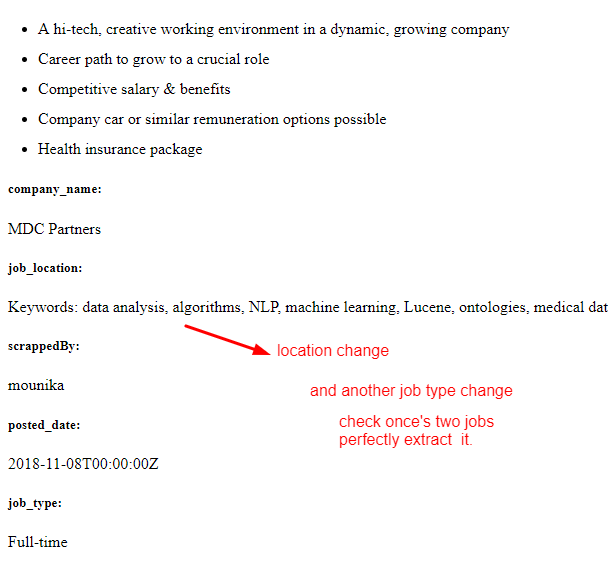 A hi-tech, creative working environment in a dynamic, growing company
Career path to grow to a crucial role
Competitive salary & benefits
Company car or similar remuneration options possible
Health insurance package
company_name:
MDC Partners
job_location:
Keywords: data analysis, algorithms, NLP, machine learning, Lucene, ontologies, medical dat
scrappedBy:
location change
mounika
and another job type change
posted_date:
check once's two jobs
perfectly extract it.
2018-11-08T00:00:00Z
job_type:
Full-time